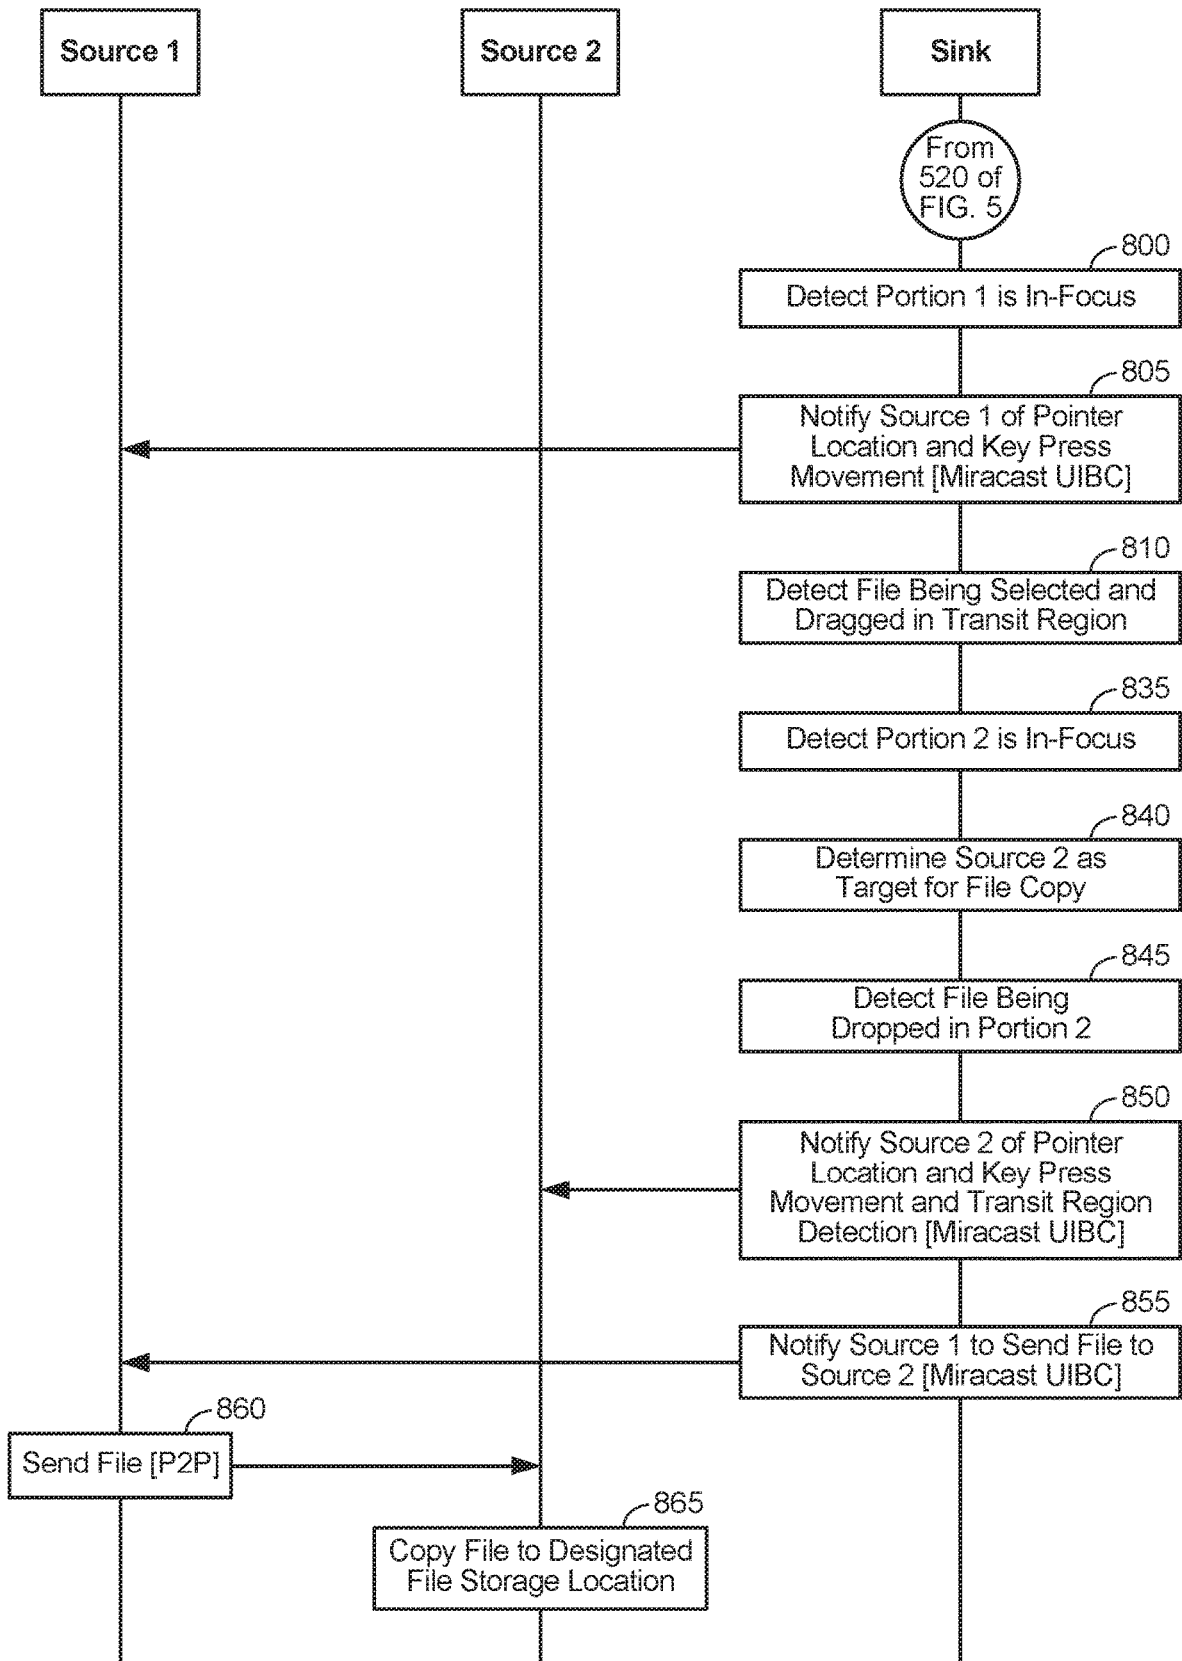 Source 1
Source 2
Sink
From
520 of
FIG. 5
800
Detect Portion 1 is In-Focus
805
Notify Source 1 of Pointer
Location and Key Press
Movement [Miracast UIBC]
810
Detect File Being Selected and
Dragged in Transit Region
835
Detect Portion 2 is In-Focus
840
Determine Source 2 as
Target for File Copy
845
Detect File Being
Dropped in Portion 2
850
Notify Source 2 of Pointer
Location and Key Press
Movement and Transit Region
Detection [Miracast UIBC]
855
Notify Source 1 to Send File to
Source 2 [Miracast UIBC]
860
Send File [P2P]
865
Copy File to Designated
File Storage Location